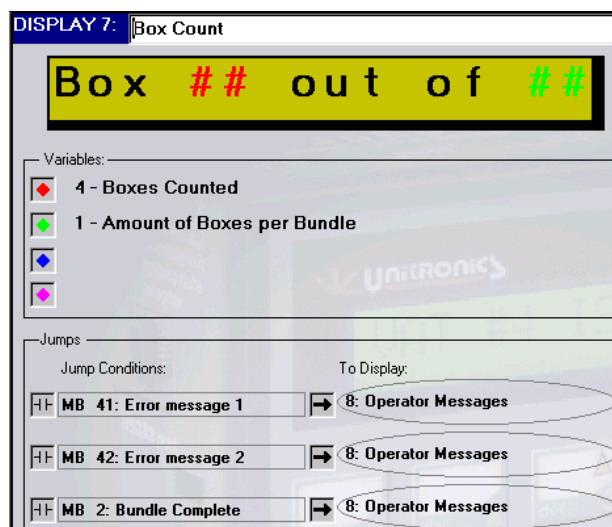 DISPLAY 7: Box Count
Box ## out of ##
Variables:
4 - Boxes Counted
1 - Amount of Boxes per Bundle
unitronics
Jumps
Jump Conditions: To Display:
MB 41: Error message 1 8: Operator Messages
MB 42: Error message 2 8: Operator Messages
MB 2: Bundle Complete 8: Operator Messages